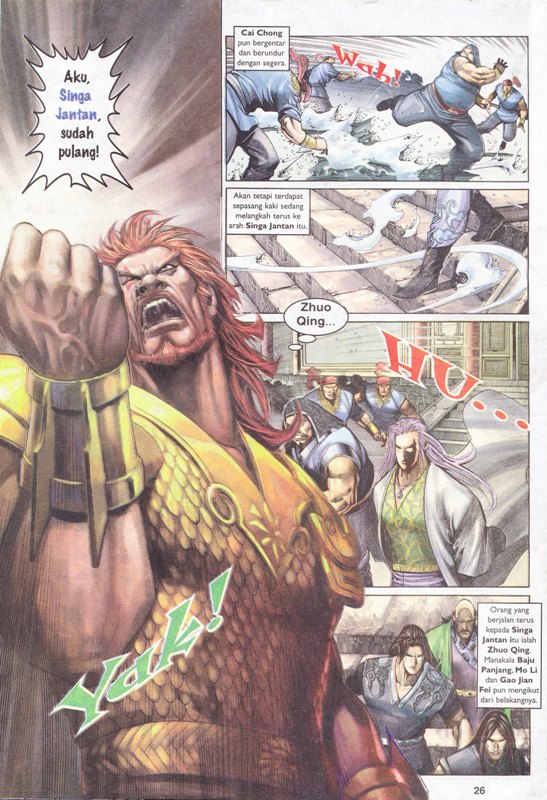 Aku,
Singa
Jantan,
sudah
pulang!
Cai Chong
pun bergentar
dan berundur
dengan segera.
Wah!
Akan tetapi terdapat
sepasang kaki sedang
melangkah terus ke
arah Singa Jantan itu.
Zhuo
Qing...
HU...
Yak!
Orang yang
berjalan terus
kepada Singa
Jantan itu ialah
Zhuo Qing.
Manakala Baju
Panjang, Mo Li
dan Gao Jian
Fei pun mengikut
dari belakangnya.
26